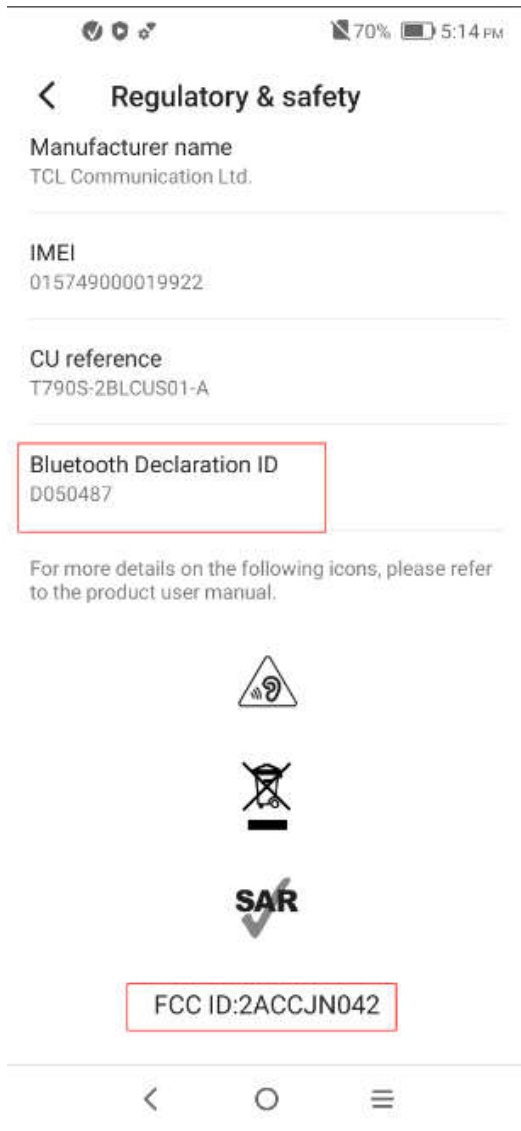 70% 5:14 PM
Regulatory & safety
Manufacturer name
TCL Communication Ltd.
IMEI
015749000019922
CU reference
T790S-2BLCUS01-A
Bluetooth Declaration ID
D050487
For more details on the following icons, please refer
to the product user manual.
SAR
FCC ID:2ACCJN042